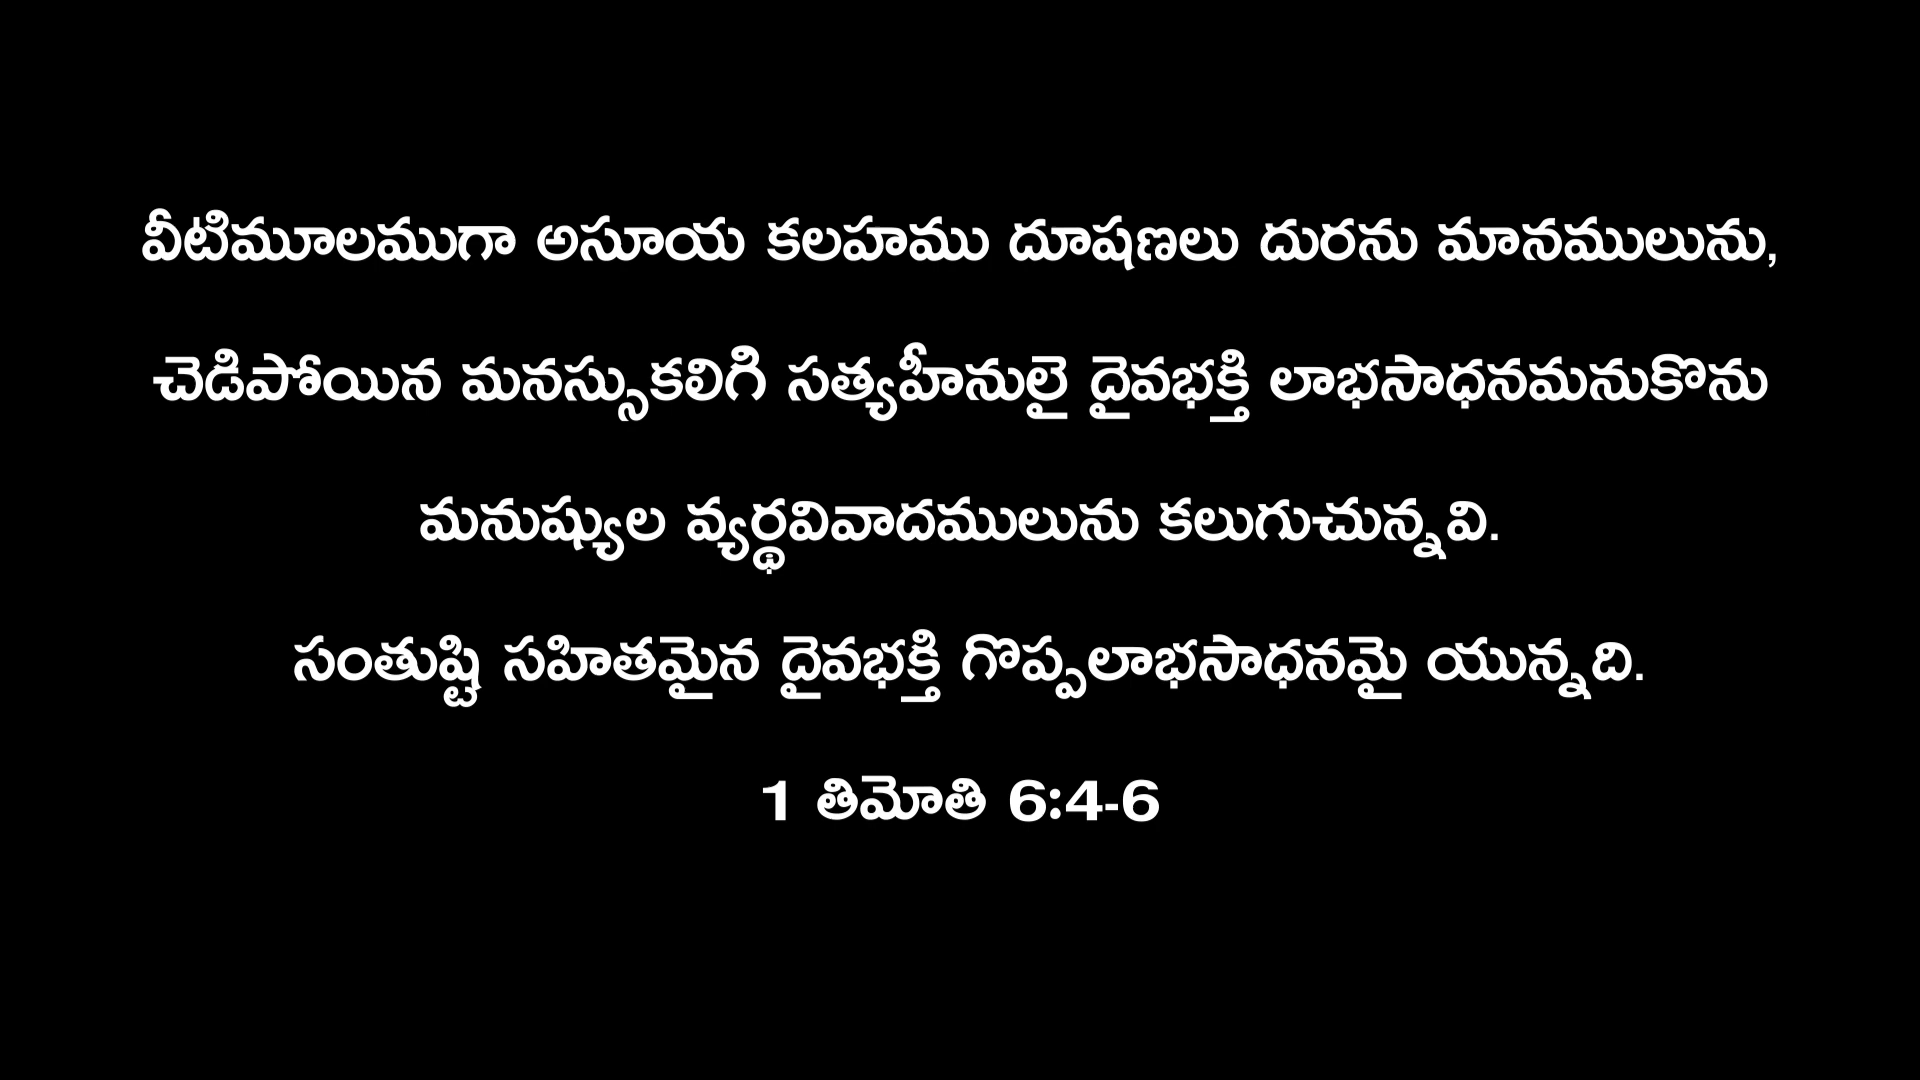 వీటిమూలముగా అసూయ కలహము దూషణలు దురను మానములును,
చెడిపోయిన మనస్సుకలిగి సత్యహీనులై దైవభక్తి లాభసాధనమనుకొను
మనుష్యుల వ్యర్థవివాదములును కలుగుచున్నవి.
సంతుష్టి సహితమైన దైవభక్తి గొప్పలాభసాధనమై యున్నది.
1 తిమోతి 6:4-6